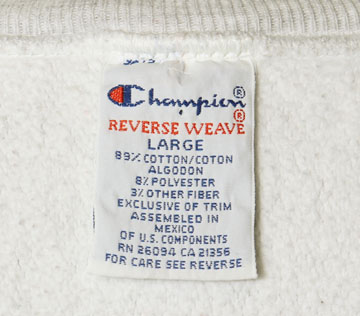 Champion®
REVERSE WEAVE®
LARGE
89% COTTON/COTON
ALGODON
8% POLYESTER
3% OTHER FIBER
EXCLUSIVE OF TRIM
ASSEMBLED IN
MEXICO
OF U.S. COMPONENTS
RN 26094 CA 21356
FOR CARE SEE REVERSE